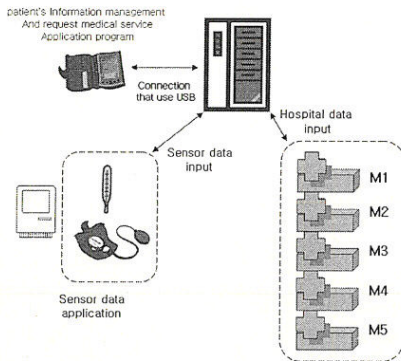 patient's Information management
And request medical service
Application program
Connection
that use USB
Hospital data
input
Sensor data
input
M1
M2
M3
M4
M5
Sensor data
application